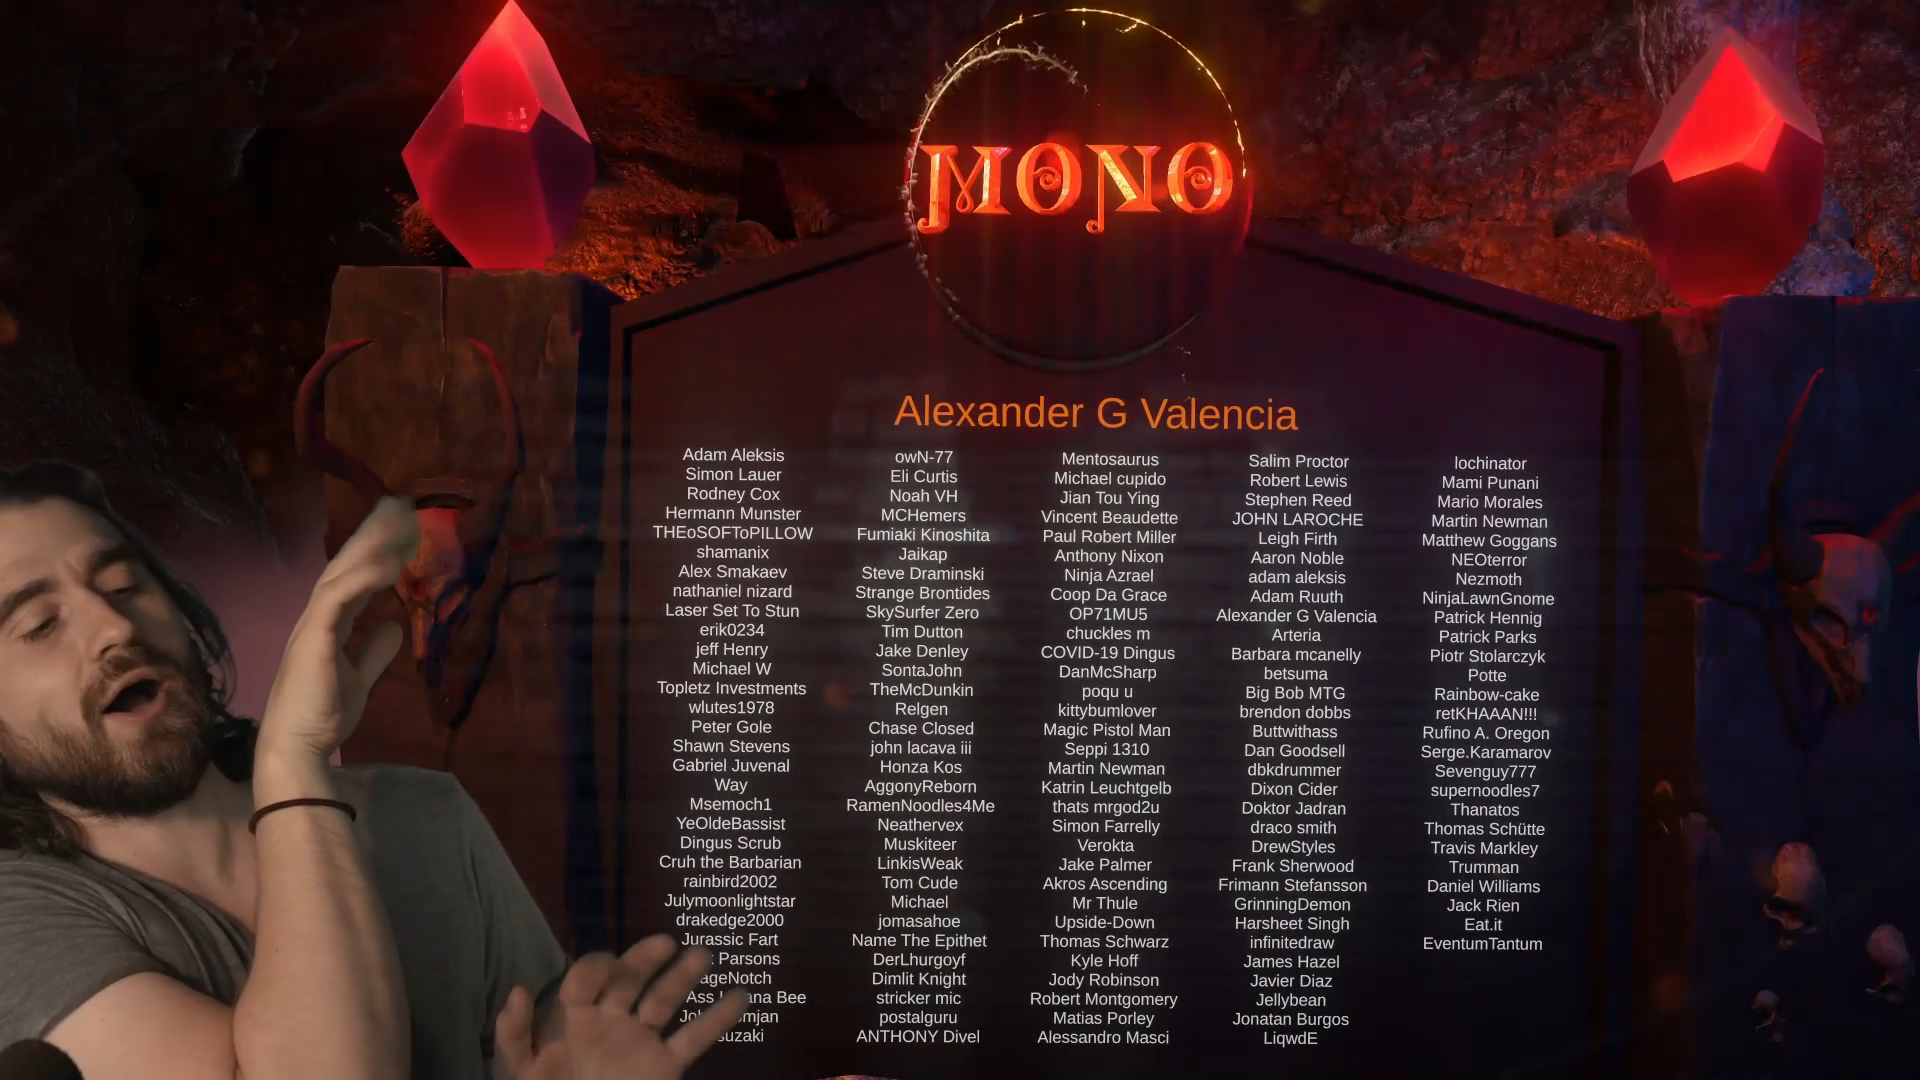 MONO
Alexander G Valencia
Adam Aleksis
Simon Lauer
Rodney Cox
Hermann Munster
THEoSOFToPILLOW
shamanix
Alex Smakaev
nathaniel nizard
Laser Set To Stun
erik0234
jeff Henry
Michael W
Topletz Investments
wlutes1978
Peter Gole
Shawn Stevens
Gabriel Juvenal
Way
Msemoch1
YeOldeBassist
Dingus Scrub
Cruh the Barbarian
rainbird2002
Julymoonlightstar
drakedge2000
Jurassic Fart
Parsons
Ass Bee
owN-77
Eli Curtis
Noah VH
MCHemers
Fumiaki Kinoshita
Jaikap
Steve Draminski
Strange Brontides
SkySurfer Zero
Tim Dutton
Jake Denley
SontaJohn
TheMcDunkin
Relgen
Chase Closed
john lacava iii
Honza Kos
AggonyReborn
RamenNoodles4Me
Neathervex
Muskiteer
LinkisWeak
Tom Cude
Michael
jomasahoe
Name The Epithet
DerLhurgoyf
Dimlit Knight
stricker mic
postalguru
ANTHONY Divel
Mentosaurus
Michael cupido
Jian Tou Ying
Vincent Beaudette
Paul Robert Miller
Anthony Nixon
Ninja Azrael
Coop Da Grace
OP71MU5
chuckles m
COVID-19 Dingus
DanMcSharp
poqu u
kittybumlover
Magic Pistol Man
Seppi 1310
Martin Newman
Katrin Leuchtgelb
thats mrgod2u
Simon Farrelly
Verokta
Jake Palmer
Akros Ascending
Mr Thule
Upside-Down
Thomas Schwarz
Kyle Hoff
Jody Robinson
Robert Montgomery
Matias Porley
Alessandro Masci
Salim Proctor
Robert Lewis
Stephen Reed
JOHN LAROCHE
Leigh Firth
Aaron Noble
adam aleksis
Adam Ruuth
Alexander G Valencia
Arteria
Barbara mcanelly
betsuma
Big Bob MTG
brendon dobbs
Buttwithass
Dan Goodsell
dbkdrummer
Dixon Cider
Doktor Jadran
draco smith
DrewStyles
Frank Sherwood
Frimann Stefansson
GrinningDemon
Harsheet Singh
infinitedraw
James Hazel
Javier Diaz
Jellybean
Jonatan Burgos
LiqwdE
lochinator
Mami Punani
Mario Morales
Martin Newman
Matthew Goggans
NEOterror
Nezmoth
NinjaLawnGnome
Patrick Hennig
Patrick Parks
Piotr Stolarczyk
Potte
Rainbow-cake
retKHAAAN!!!
Rufino A. Oregon
Serge.Karamarov
Sevenguy777
supernoodles7
Thanatos
Thomas Schütte
Travis Markley
Trumman
Daniel Williams
Jack Rien
Eat.it
EventumTantum